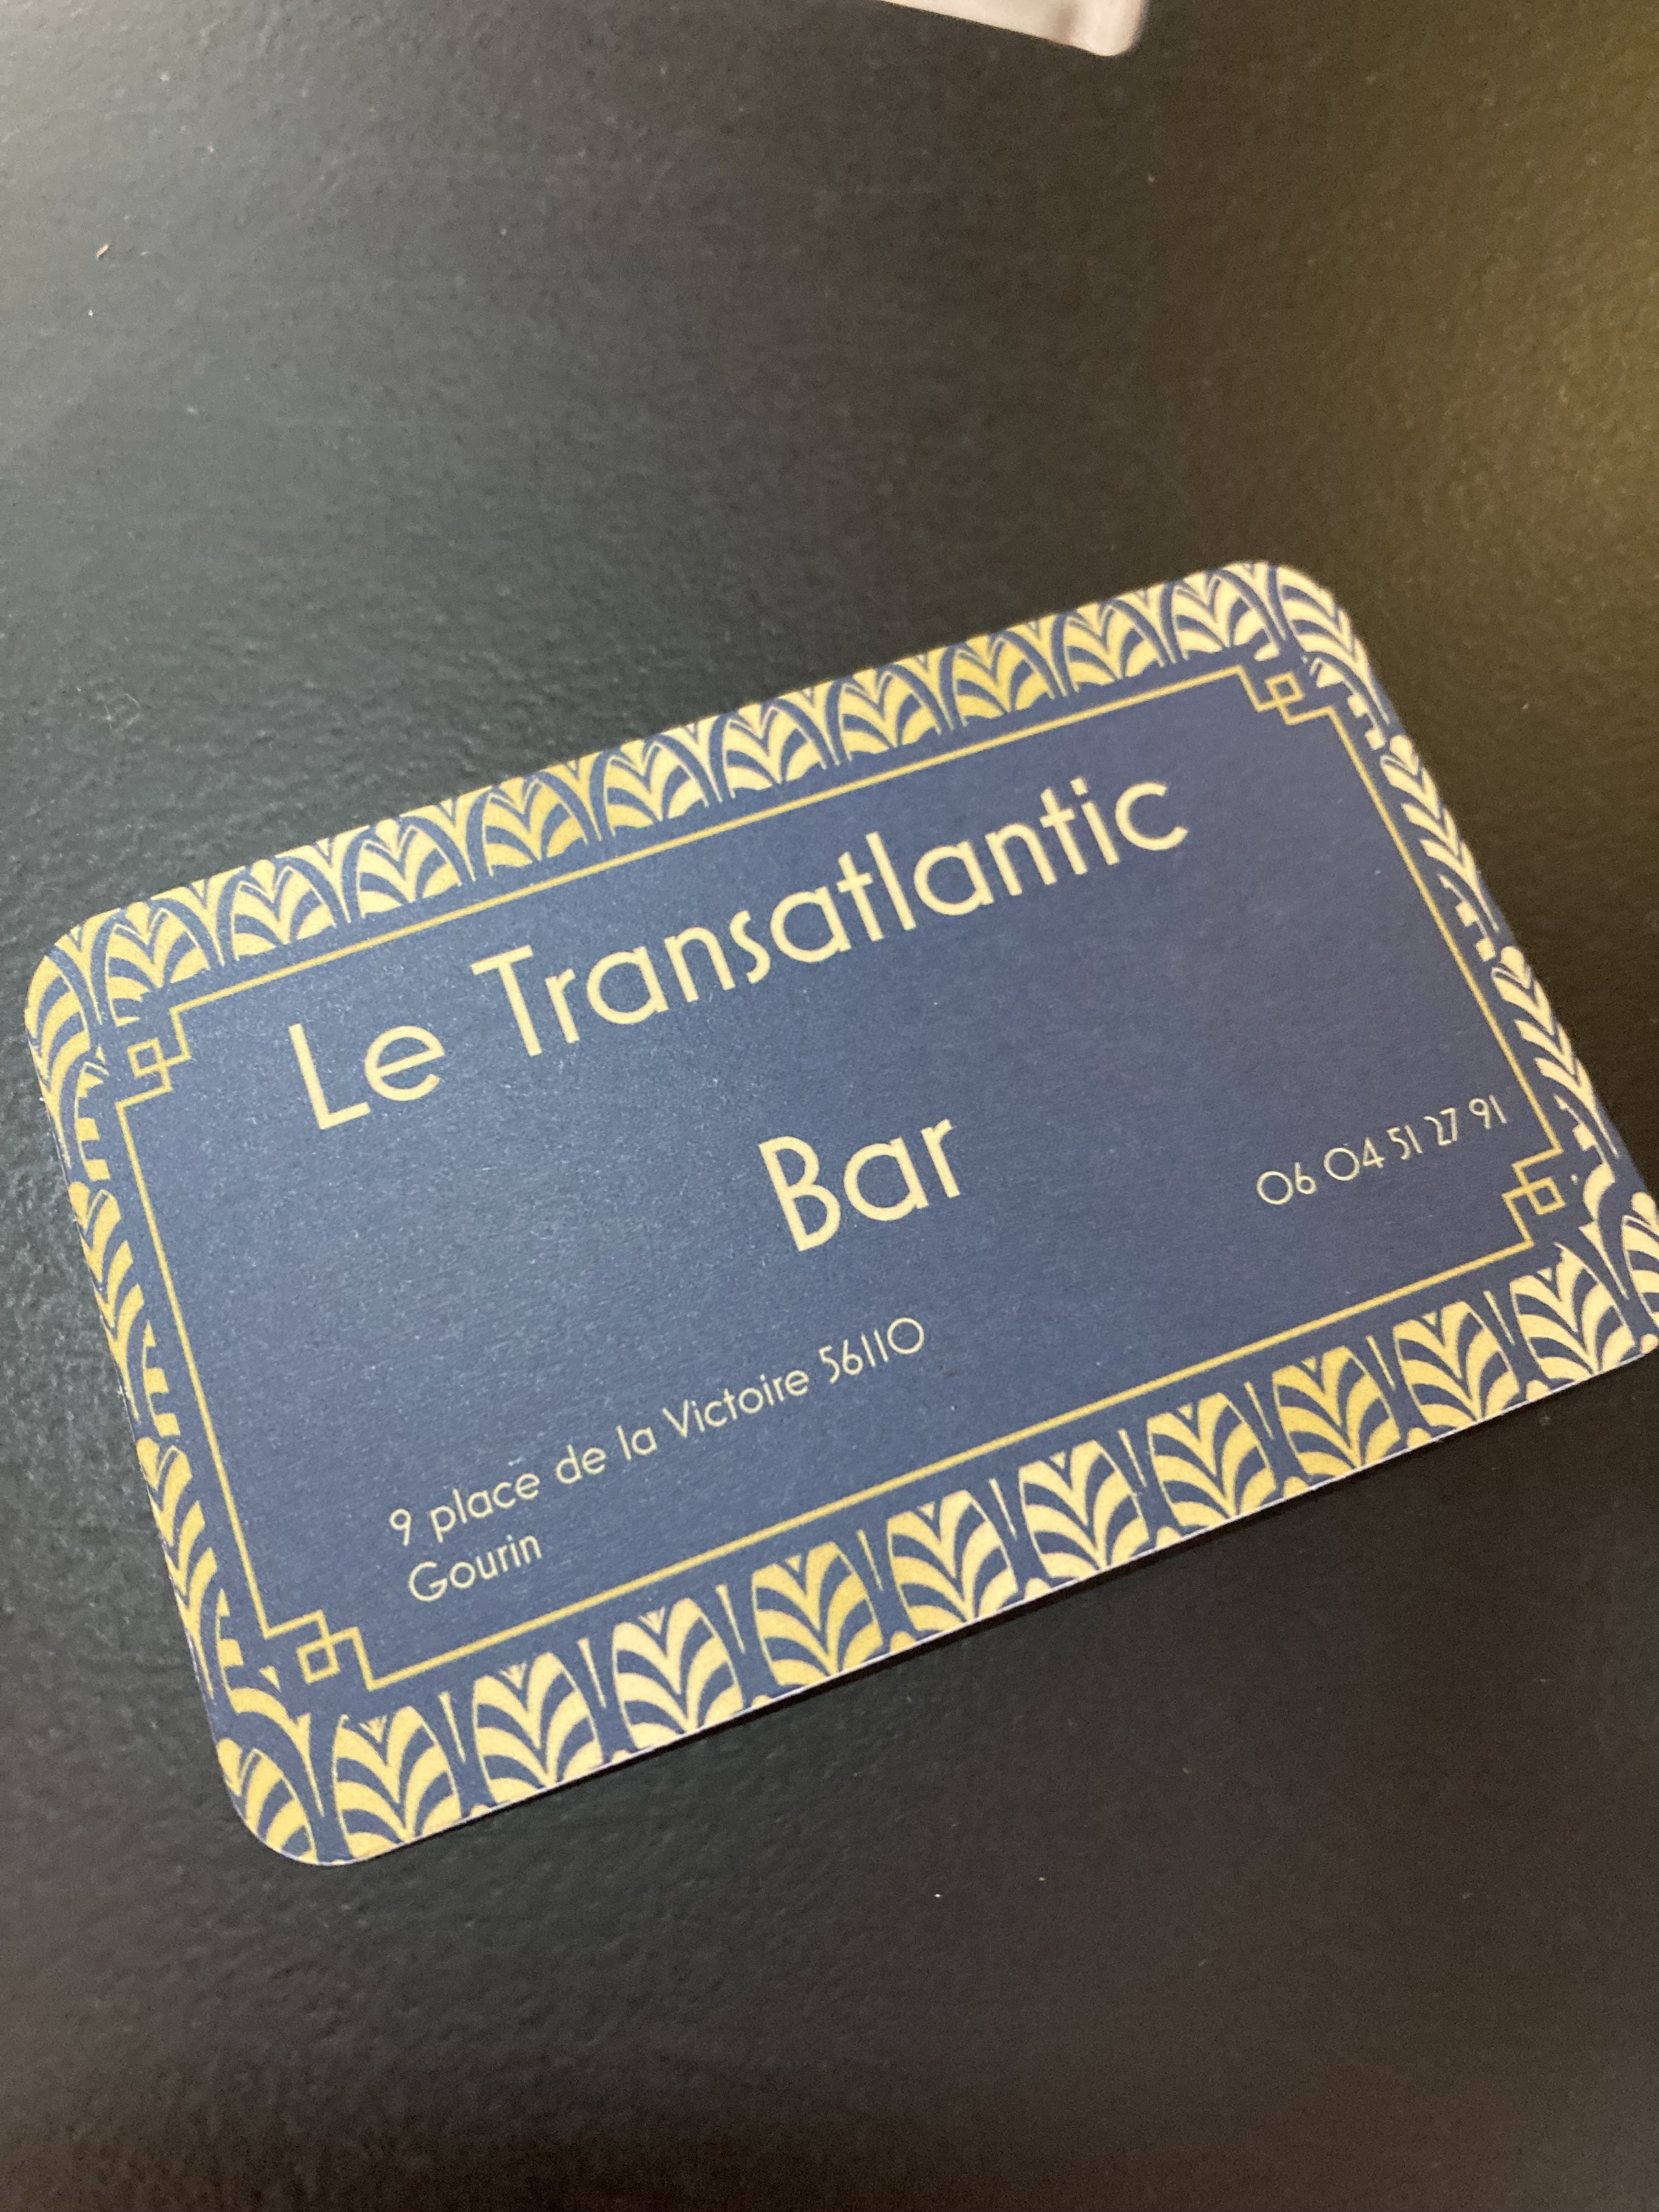 Le Transatlantic
Bar
06 04 51 27 91
9 place de la Victoire 56110
Gourin